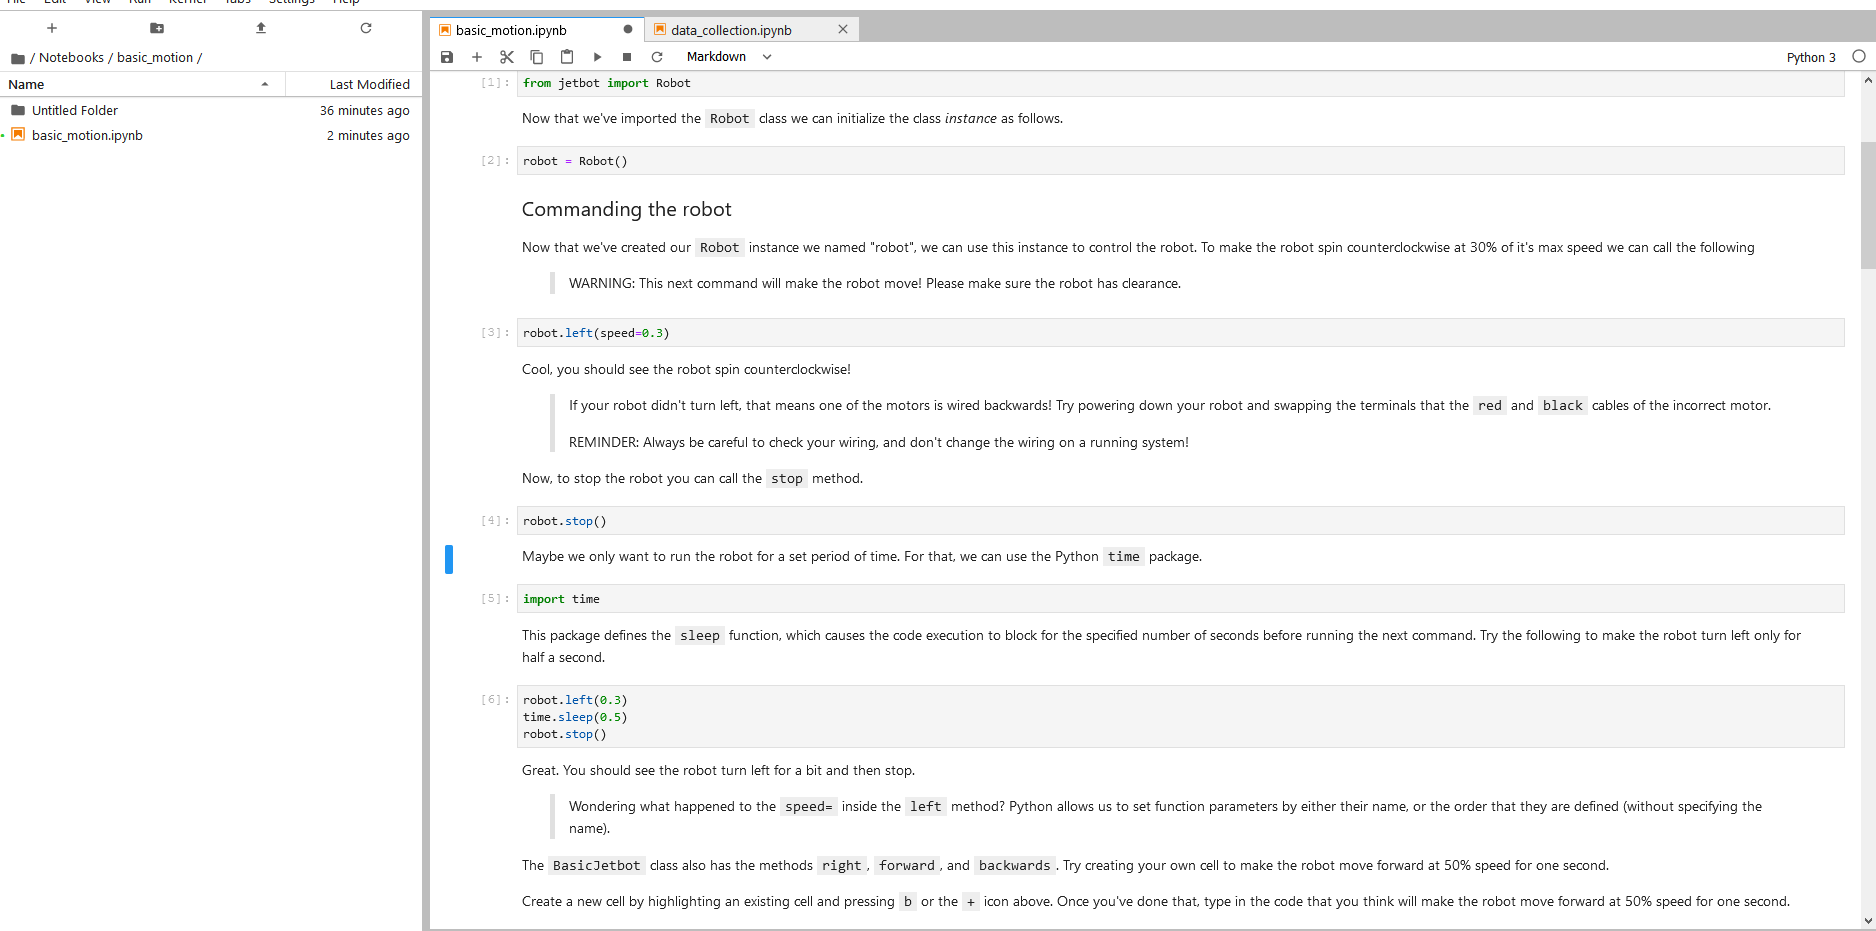 File Edit View Run Kernel Tabs Settings Help
basic_motion.ipynb
data_collection.ipynb
/ Notebooks / basic_motion /
Markdown
Python 3
Name Last Modified
Untitled Folder 36 minutes ago
basic_motion.ipynb 2 minutes ago
[1]: from jetbot import Robot
Now that we've imported the Robot class we can initialize the class instance as follows.
[2]: robot = Robot()
Commanding the robot
Now that we've created our Robot instance we named "robot", we can use this instance to control the robot. To make the robot spin counterclockwise at 30% of it's max speed we can call the following
WARNING: This next command will make the robot move! Please make sure the robot has clearance.
[3]: robot.left(speed=0.3)
Cool, you should see the robot spin counterclockwise!
If your robot didn't turn left, that means one of the motors is wired backwards! Try powering down your robot and swapping the terminals that the red and black cables of the incorrect motor.
REMINDER: Always be careful to check your wiring, and don't change the wiring on a running system!
Now, to stop the robot you can call the stop method.
[4]: robot.stop()
Maybe we only want to run the robot for a set period of time. For that, we can use the Python time package.
[5]: import time
This package defines the sleep function, which causes the code execution to block for the specified number of seconds before running the next command. Try the following to make the robot turn left only for
half a second.
[6]: robot.left(0.3)
time.sleep(0.5)
robot.stop()
Great. You should see the robot turn left for a bit and then stop.
Wondering what happened to the speed= inside the left method? Python allows us to set function parameters by either their name, or the order that they are defined (without specifying the
name).
The BasicJetbot class also has the methods right, forward, and backwards. Try creating your own cell to make the robot move forward at 50% speed for one second.
Create a new cell by highlighting an existing cell and pressing b or the + icon above. Once you've done that, type in the code that you think will make the robot move forward at 50% speed for one second.